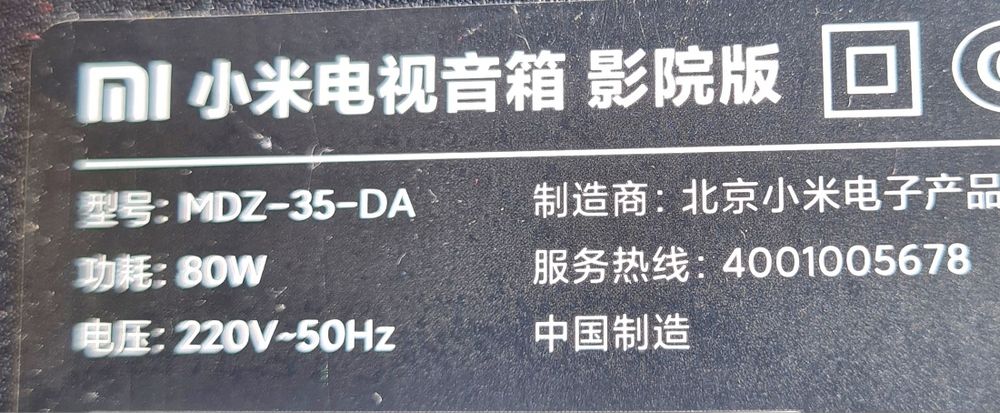 mi 小米电视音箱 影院版
型号: MDZ-35-DA
制造商: 北京小米电子产品
功耗: 80W
服务热线: 4001005678
电压: 220V~50Hz
中国制造